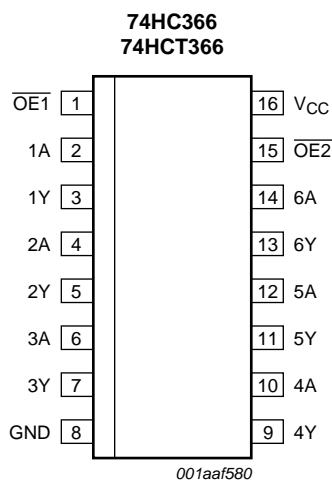 74HC366
74HCT366
OE1 1 16 VCC
1A 2 15 OE2
1Y 3 14 6A
2A 4 13 6Y
2Y 5 12 5A
3A 6 11 5Y
3Y 7 10 4A
GND 8 9 4Y
001aaf580